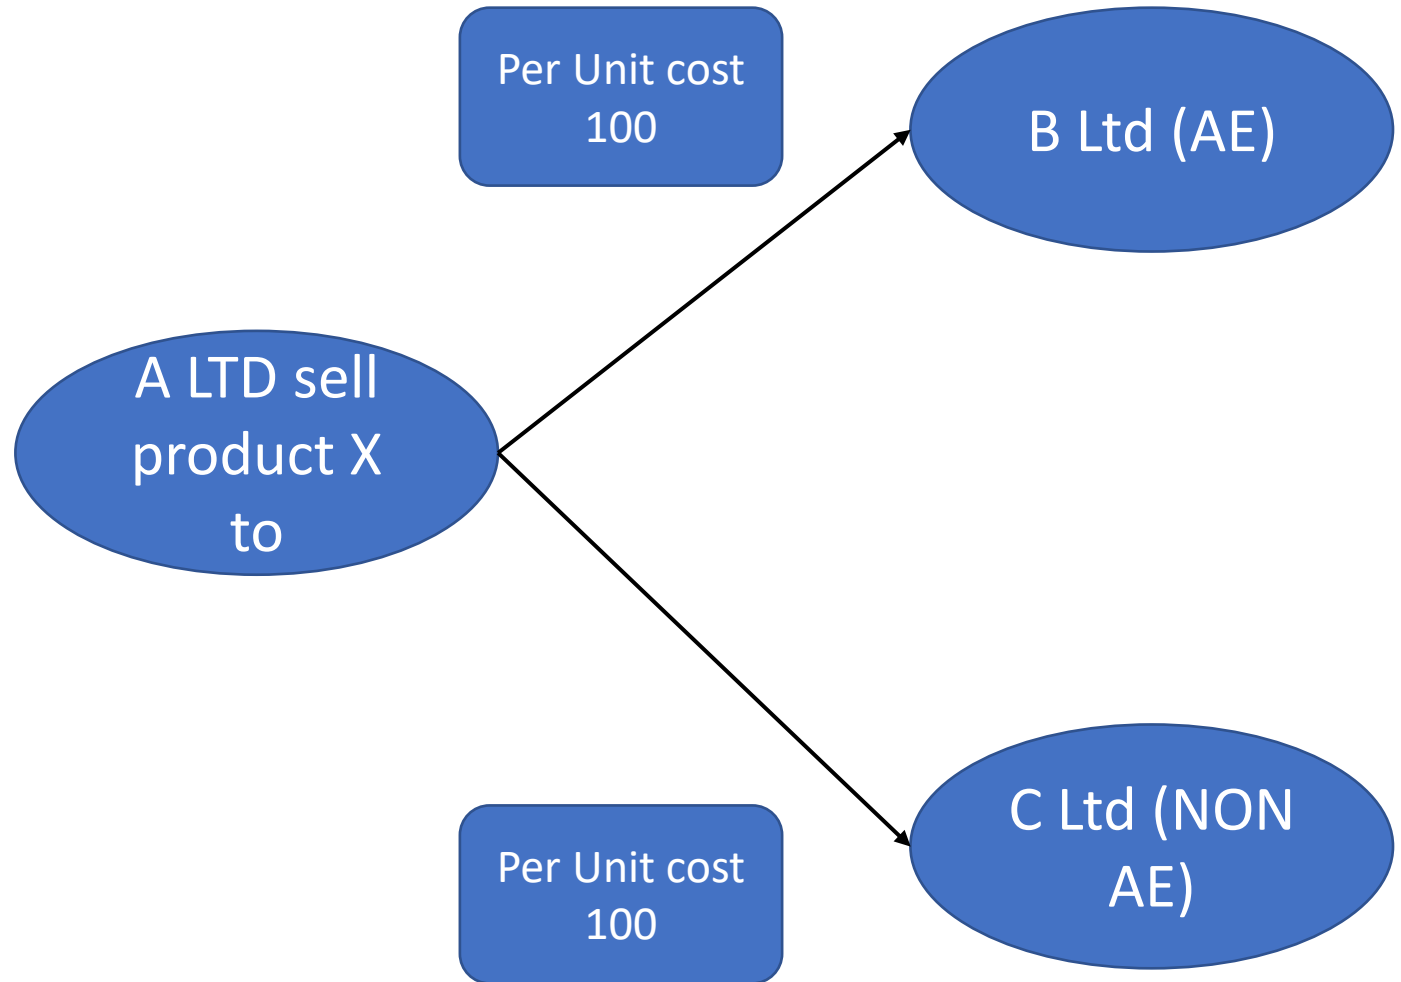 Per Unit cost
100
B Ltd (AE)
A LTD sell
product X
to
C Ltd (NON
AE)
Per Unit cost
100